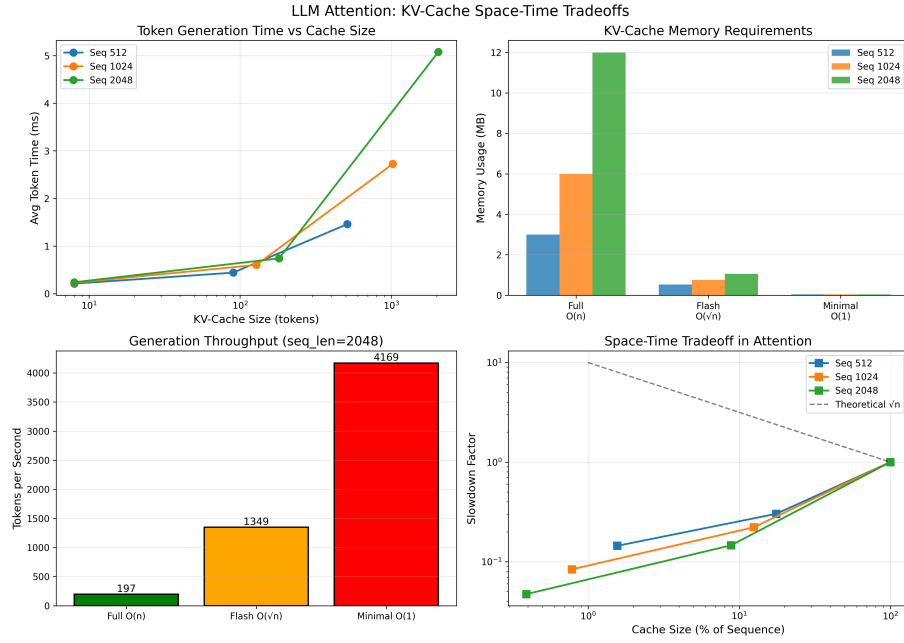 LLM Attention: KV-Cache Space-Time Tradeoffs
Token Generation Time vs Cache Size
Seq 512
Seq 1024
Seq 2048
5
4
3
2
1
0
Avg Token Time (ms)
10¹
10²
10³
KV-Cache Size (tokens)
KV-Cache Memory Requirements
Seq 512
Seq 1024
Seq 2048
12
10
8
6
4
2
0
Memory Usage (MB)
Full
O(n)
Flash
O(√n)
Minimal
O(1)
Generation Throughput (seq_len=2048)
4000
3500
3000
2500
2000
1500
1000
500
0
Tokens per Second
197
1349
4169
Full O(n)
Flash O(√n)
Minimal O(1)
Space-Time Tradeoff in Attention
Seq 512
Seq 1024
Seq 2048
Theoretical √n
10¹
10⁰
10⁻¹
Slowdown Factor
10⁰
10¹
10²
Cache Size (% of Sequence)